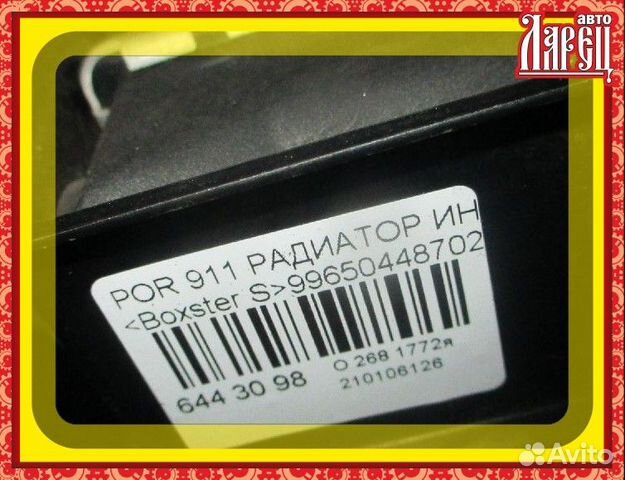 авто
ЛАРЕЦ
POR 911 РАДИАТОР ИН
<Boxster S>99650448702
644 30 98
О 268 1772я
210106126
Avito